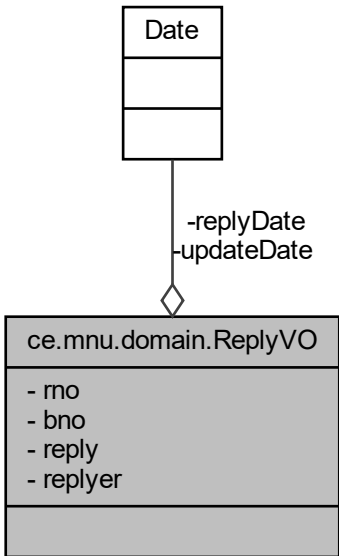 Date
-replyDate
-updateDate
ce.mnu.domain.ReplyVO
- rno
- bno
- reply
- replyer